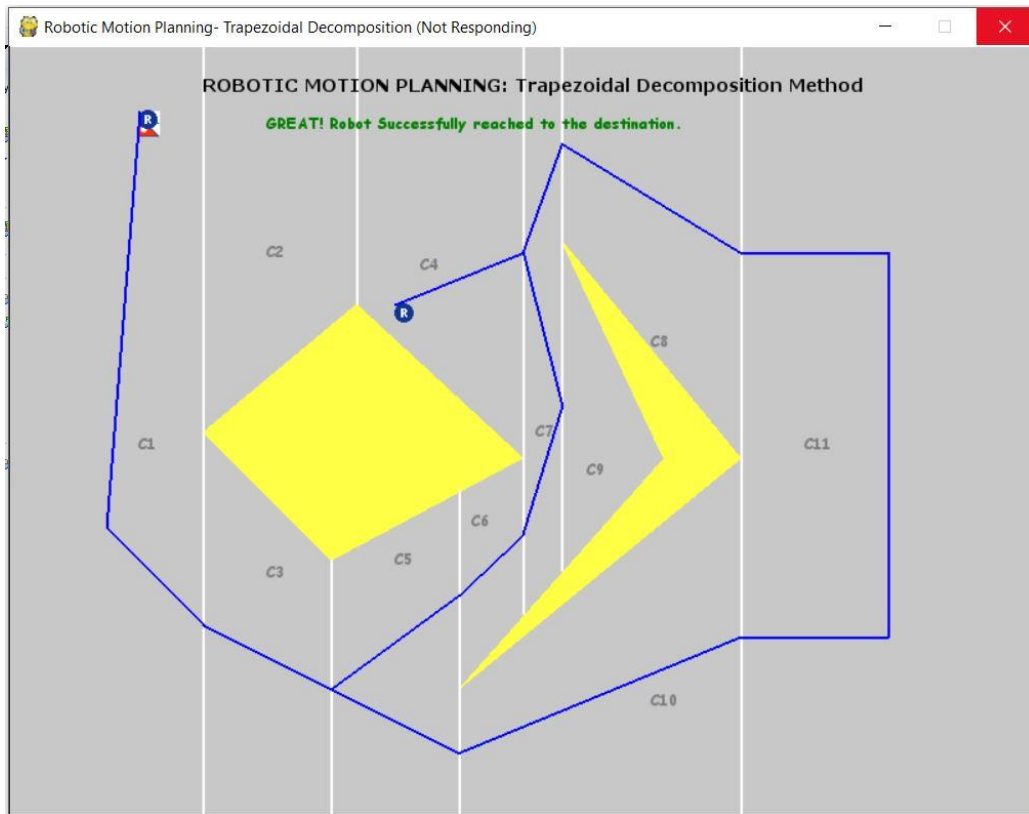 Robotic Motion Planning- Trapezoidal Decomposition (Not Responding)
ROBOTIC MOTION PLANNING: Trapezoidal Decomposition Method
R
GREAT! Robot Successfully reached to the destination.
C2
C4
R
C8
C7
C1
C11
C9
C6
C5
C3
C10